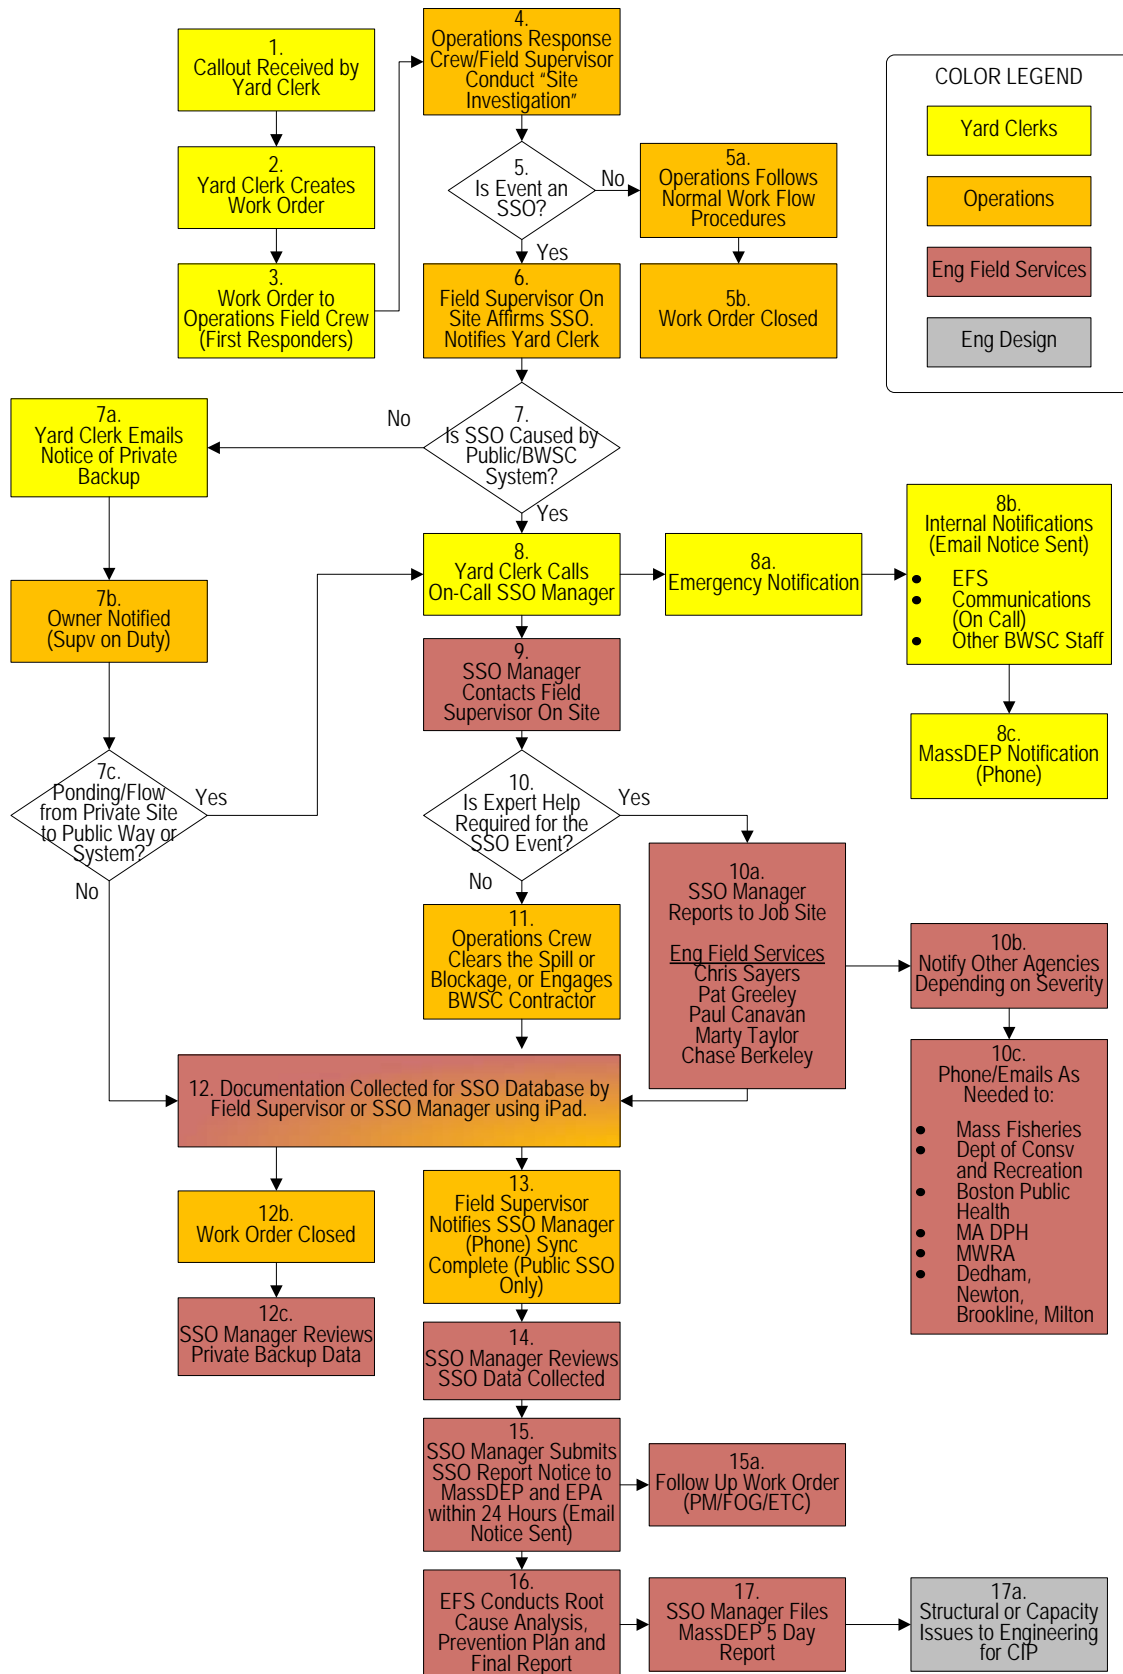 1.
Callout Received by
Yard Clerk
2.
Yard Clerk Creates
Work Order
3.
Work Order to
Operations Field Crew
(First Responders)
4.
Operations Response
Crew/Field Supervisor
Conduct “Site
Investigation”
5.
Is Event an
SSO?
No
Yes
5a.
Operations Follows
Normal Work Flow
Procedures
5b.
Work Order Closed
6.
Field Supervisor On
Site Affirms SSO.
Notifies Yard Clerk
COLOR LEGEND
Yard Clerks
Operations
Eng Field Services
Eng Design
7.
Is SSO Caused by
Public/BWSC
System?
No
Yes
7a.
Yard Clerk Emails
Notice of Private
Backup
7b.
Owner Notified
(Supv on Duty)
7c.
Ponding/Flow
from Private Site
to Public Way or
System?
Yes
No
8.
Yard Clerk Calls
On-Call SSO Manager
8a.
Emergency Notification
8b.
Internal Notifications
(Email Notice Sent)
• EFS
• Communications
(On Call)
• Other BWSC Staff
8c.
MassDEP Notification
(Phone)
9.
SSO Manager
Contacts Field
Supervisor On Site
10.
Is Expert Help
Required for the
SSO Event?
Yes
No
10a.
SSO Manager
Reports to Job Site
Eng Field Services
Chris Sayers
Pat Greeley
Paul Canavan
Marty Taylor
Chase Berkeley
10b.
Notify Other Agencies
Depending on Severity
10c.
Phone/Emails As
Needed to:
• Mass Fisheries
• Dept of Consv
and Recreation
• Boston Public
Health
• MA DPH
• MWRA
• Dedham,
Newton,
Brookline, Milton
11.
Operations Crew
Clears the Spill or
Blockage, or Engages
BWSC Contractor
12. Documentation Collected for SSO Database by
Field Supervisor or SSO Manager using iPad.
12b.
Work Order Closed
12c.
SSO Manager Reviews
Private Backup Data
13.
Field Supervisor
Notifies SSO Manager
(Phone) Sync
Complete (Public SSO
Only)
14.
SSO Manager Reviews
SSO Data Collected
15.
SSO Manager Submits
SSO Report Notice to
MassDEP and EPA
within 24 Hours (Email
Notice Sent)
15a.
Follow Up Work Order
(PM/FOG/ETC)
16.
EFS Conducts Root
Cause Analysis,
Prevention Plan and
Final Report
17.
SSO Manager Files
MassDEP 5 Day
Report
17a.
Structural or Capacity
Issues to Engineering
for CIP